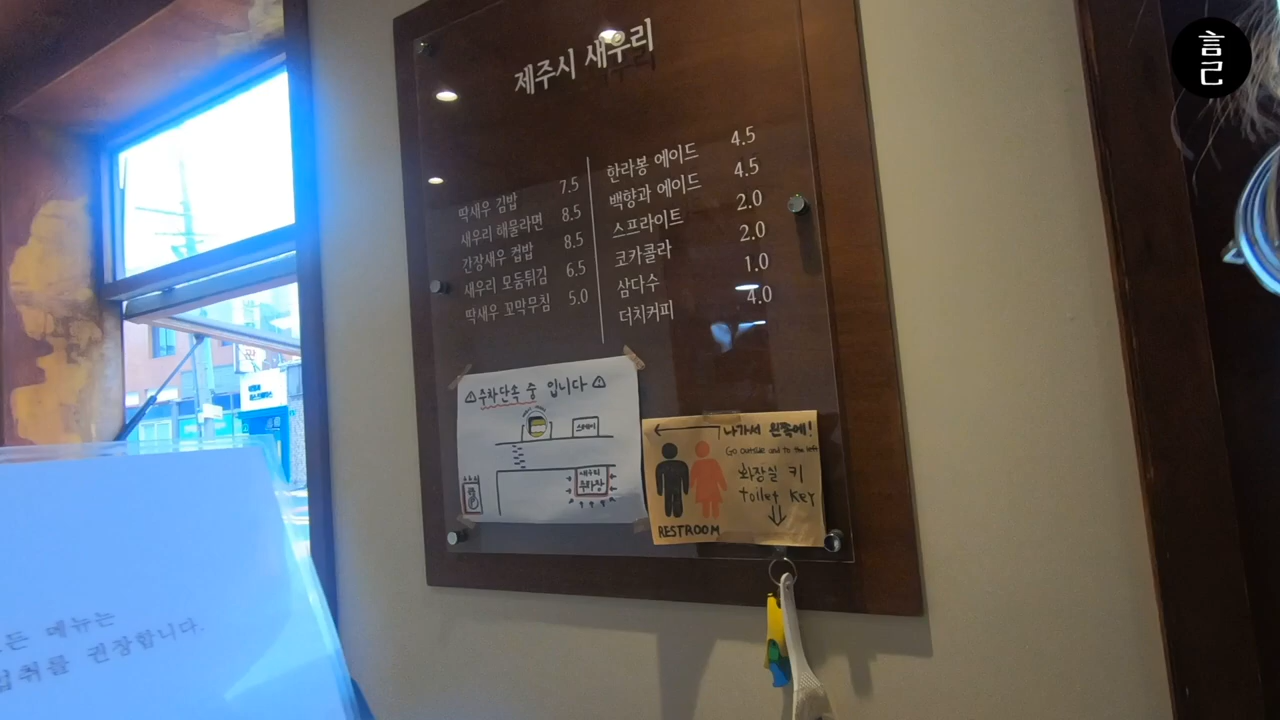 제주시 새우리
딱새우 김밥 7.5
새우리 해물라면 8.5
간장새우 컵밥 8.5
새우리 모둠튀김 6.5
딱새우 꼬막무침 5.0
한라봉 에이드 4.5
백향과 에이드 4.5
스프라이트 2.0
코카콜라 2.0
삼다수 1.0
더치커피 4.0
⚠주차단속 중 입니다⚠
새우리
주차장
나가서 왼쪽에!
Go outside and to the left
화장실 키
toilet key
RESTROOM
든 메뉴는
섭취를 권장합니다.
言己